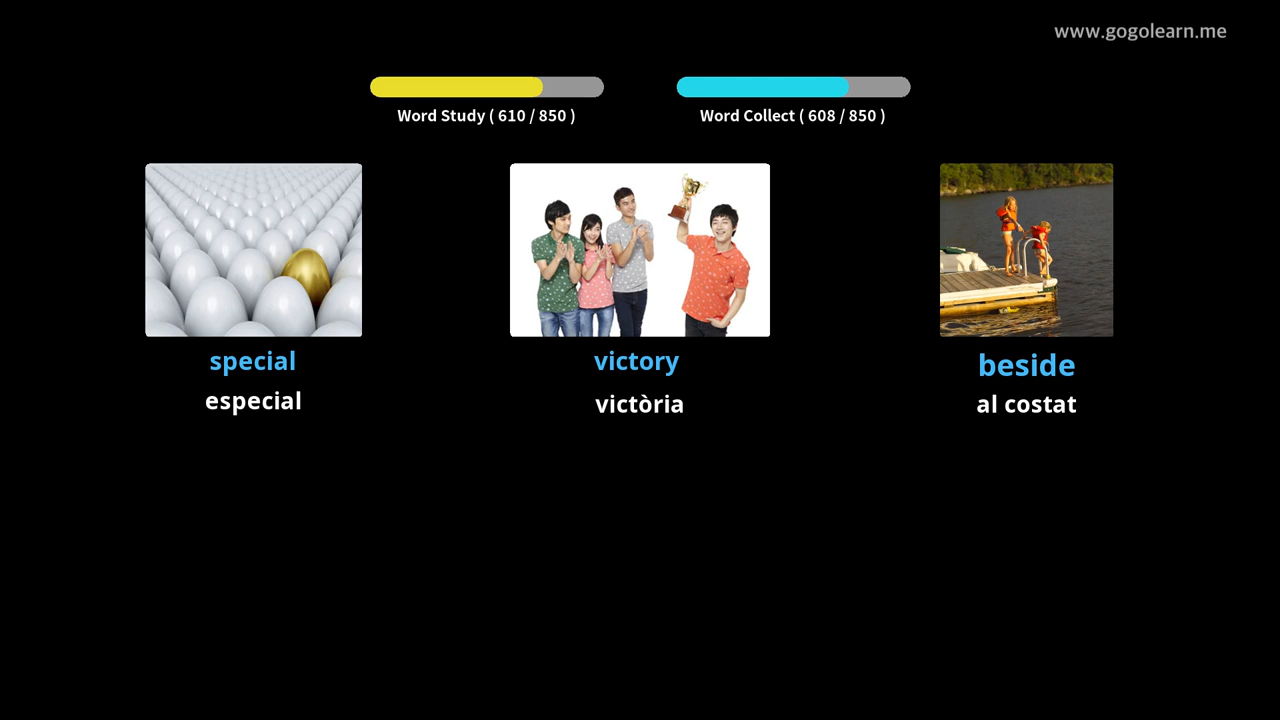 www.gogolearn.me
Word Study ( 610 / 850 )
Word Collect ( 608 / 850 )
special
especial
victory
victòria
beside
al costat